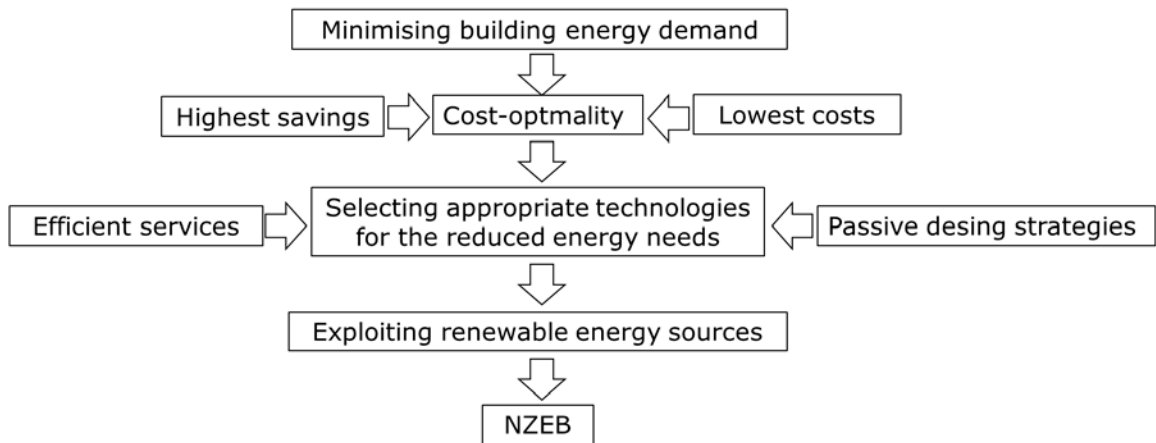 Minimising building energy demand
Highest savings
Cost-optmality
Lowest costs
Efficient services
Selecting appropriate technologies
for the reduced energy needs
Passive desing strategies
Exploiting renewable energy sources
NZEB